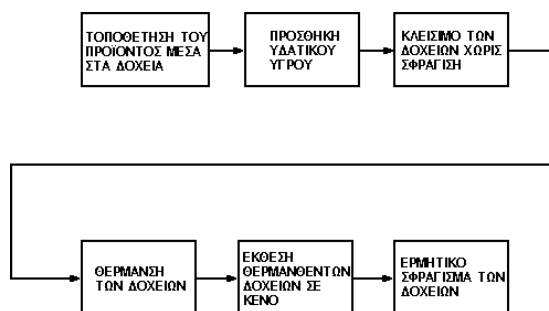 ΤΟΠΟΘΕΤΗΣΗ ΤΟΥ
ΠΡΟΪΟΝΤΟΣ ΜΕΣΑ
ΣΤΑ ΔΟΧΕΙΑ
ΠΡΟΣΘΗΚΗ
ΥΔΑΤΙΚΟΥ
ΥΓΡΟΥ
ΚΛΕΙΣΙΜΟ ΤΩΝ
ΔΟΧΕΙΩΝ ΧΩΡΙΣ
ΣΦΡΑΓΙΣΗ
ΘΕΡΜΑΝΣΗ
ΤΩΝ ΔΟΧΕΙΩΝ
ΕΚΘΕΣΗ
ΘΕΡΜΑΝΘΕΝΤΩΝ
ΔΟΧΕΙΩΝ ΣΕ
ΚΕΝΟ
ΕΡΜΗΤΙΚΟ
ΣΦΡΑΓΙΣΜΑ ΤΩΝ
ΔΟΧΕΙΩΝ